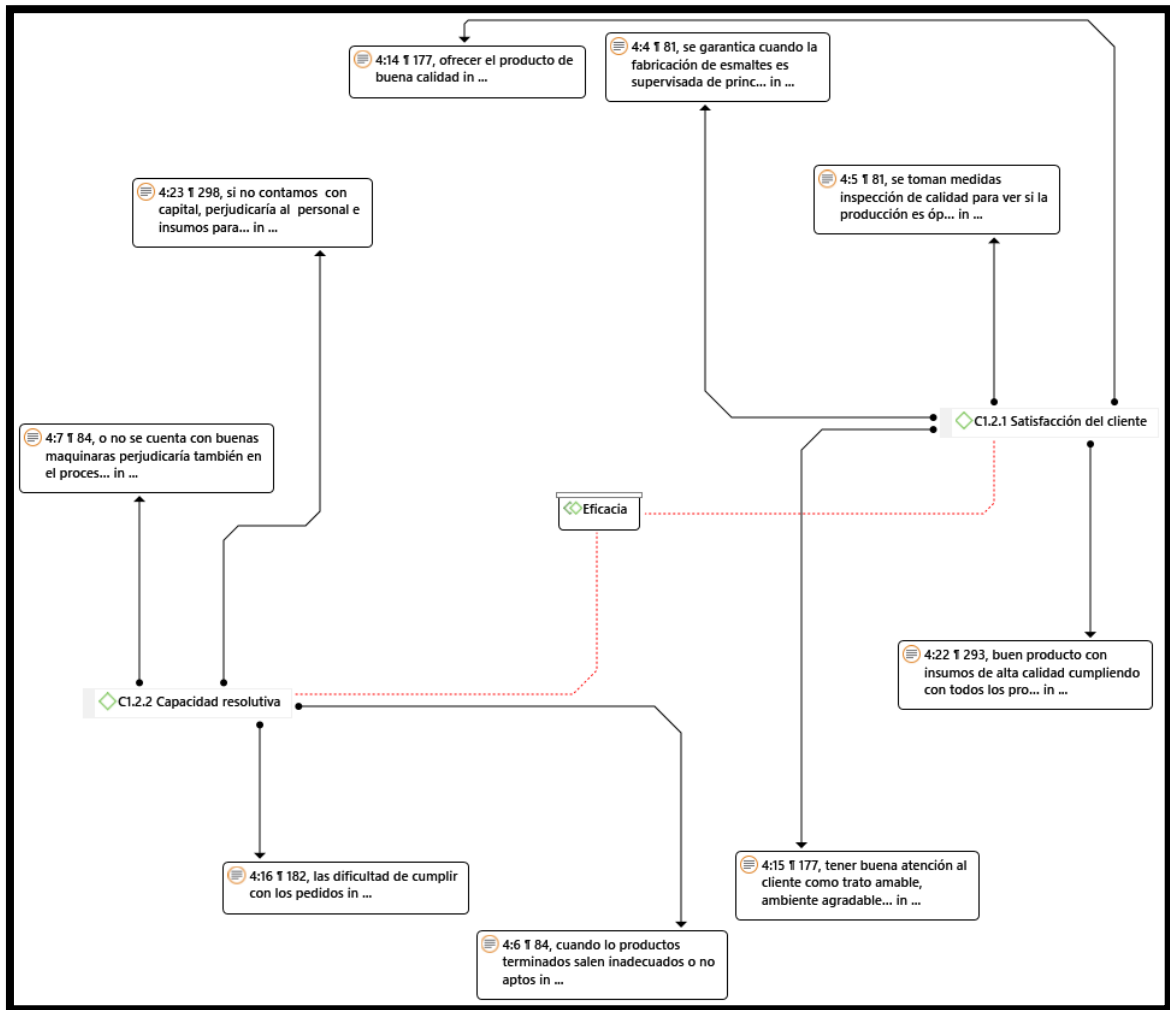 4:14 ¶ 177, ofrecer el producto de
buena calidad in ...
4:4 ¶ 81, se garantica cuando la
fabricación de esmaltes es
supervisada de princ... in ...
4:23 ¶ 298, si no contamos con
capital, perjudicaría al personal e
insumos para... in ...
4:5 ¶ 81, se toman medidas
inspección de calidad para ver si la
producción es óp... in ...
4:7 ¶ 84, o no se cuenta con buenas
maquinaras perjudicaría también en
el proces... in ...
C1.2.1 Satisfacción del cliente
Eficacia
4:22 ¶ 293, buen producto con
insumos de alta calidad cumpliendo
con todos los pro... in ...
C1.2.2 Capacidad resolutiva
4:16 ¶ 182, las dificultad de cumplir
con los pedidos in ...
4:15 ¶ 177, tener buena atención al
cliente como trato amable,
ambiente agradable... in ...
4:6 ¶ 84, cuando lo productos
terminados salen inadecuados o no
aptos in ...